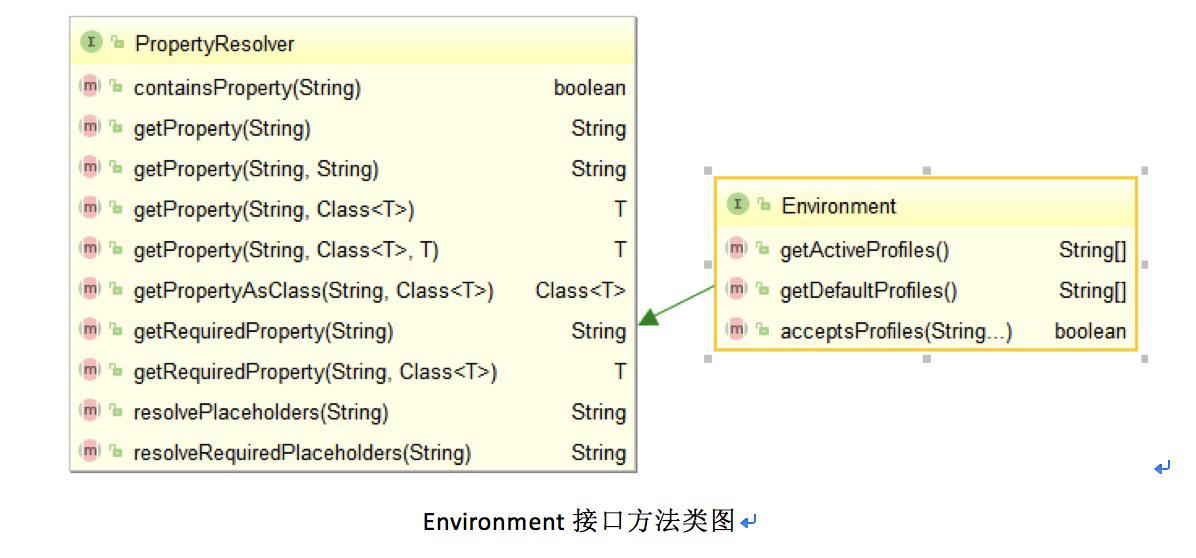 PropertyResolver
containsProperty(String) boolean
getProperty(String) String
getProperty(String, String) String
getProperty(String, Class<T>) T
getProperty(String, Class<T>, T) T
getPropertyAsClass(String, Class<T>) Class<T>
getRequiredProperty(String) String
getRequiredProperty(String, Class<T>) T
resolvePlaceholders(String) String
resolveRequiredPlaceholders(String) String
Environment
getActiveProfiles() String[]
getDefaultProfiles() String[]
acceptsProfiles(String...) boolean
Environment 接口方法类图